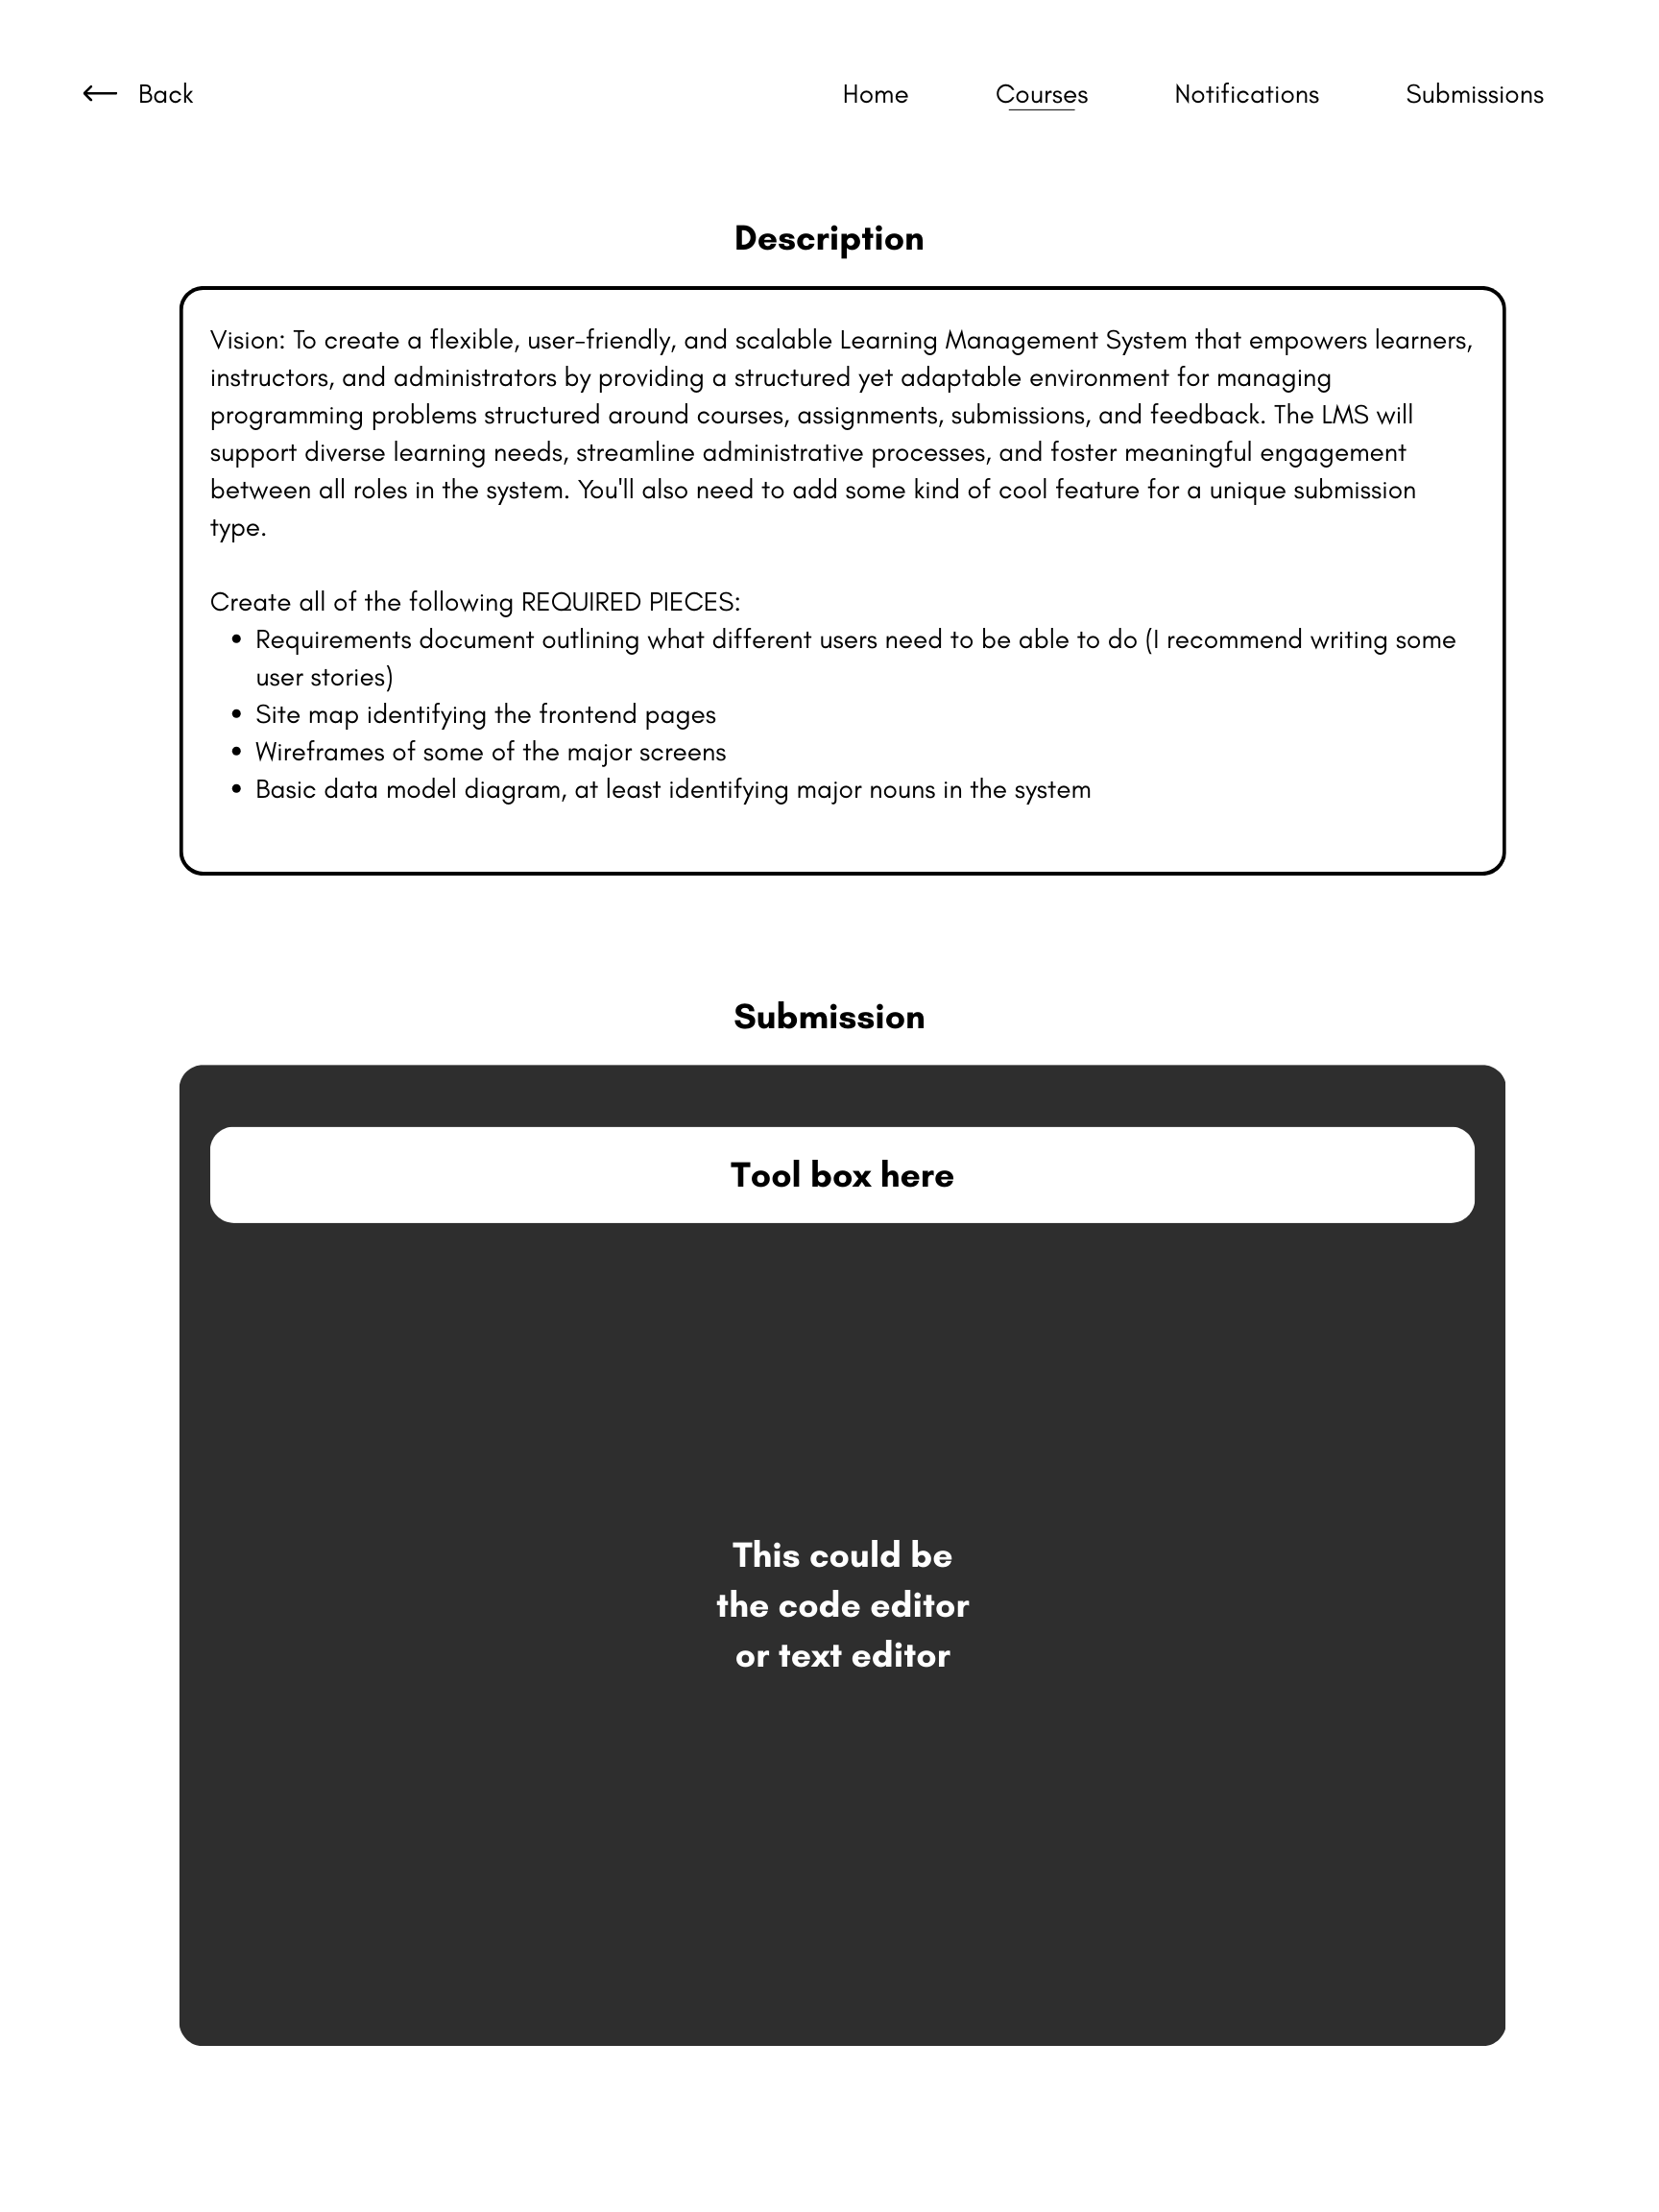 Back
Home Courses Notifications Submissions
Description
Vision: To create a flexible, user-friendly, and scalable Learning Management System that empowers learners,
instructors, and administrators by providing a structured yet adaptable environment for managing
programming problems structured around courses, assignments, submissions, and feedback. The LMS will
support diverse learning needs, streamline administrative processes, and foster meaningful engagement
between all roles in the system. You'll also need to add some kind of cool feature for a unique submission
type.
Create all of the following REQUIRED PIECES:
• Requirements document outlining what different users need to be able to do (I recommend writing some
user stories)
• Site map identifying the frontend pages
• Wireframes of some of the major screens
• Basic data model diagram, at least identifying major nouns in the system
Submission
Tool box here
This could be
the code editor
or text editor